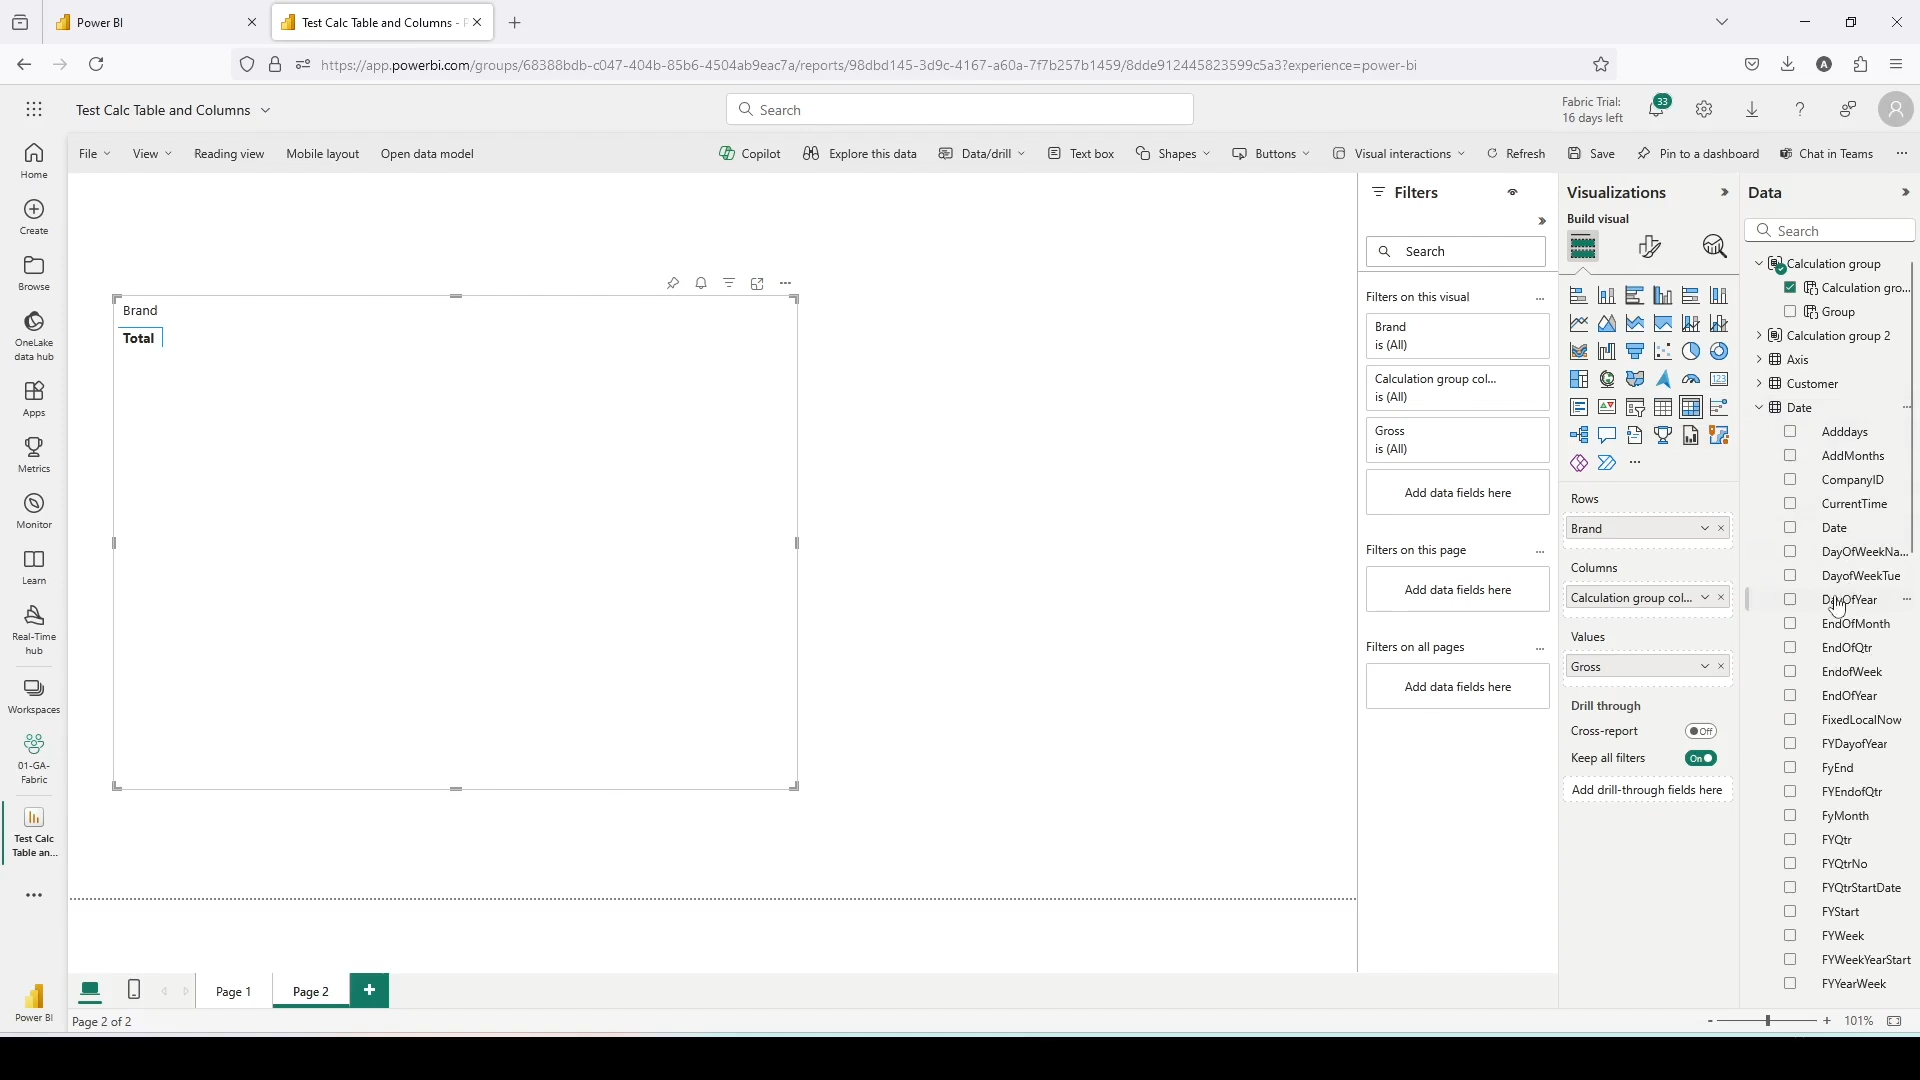 Power BI
Test Calc Table and Columns - P
https://app.powerbi.com/groups/68388bdb-c047-404b-85b6-4504ab9eac7a/reports/98dbd145-3d9c-4167-a60a-7f7b257b1459/8dde912445823599c5a3?experience=power-bi
A
Test Calc Table and Columns
Search
Fabric Trial:
16 days left
33
File
View
Reading view
Mobile layout
Open data model
Copilot
Explore this data
Data/drill
Text box
Shapes
Buttons
Visual interactions
Refresh
Save
Pin to a dashboard
Chat in Teams
Home
Create
Browse
OneLake
data hub
Apps
Metrics
Monitor
Learn
Real-Time
hub
Workspaces
01-GA-
Fabric
Test Calc
Table an...
Power BI
Brand
Total
Filters
Search
Filters on this visual
Brand
is (All)
Calculation group col...
is (All)
Gross
is (All)
Add data fields here
Filters on this page
Add data fields here
Filters on all pages
Add data fields here
Visualizations
Build visual
123
Rows
Brand
Columns
Calculation group col...
Values
Gross
Drill through
Cross-report
Off
Keep all filters
On
Add drill-through fields here
Data
Search
Calculation group
Calculation gro...
Group
Calculation group 2
Axis
Customer
Date
Adddays
AddMonths
CompanyID
CurrentTime
Date
DayOfWeekNa...
DayofWeekTue
DayOfYear
EndOfMonth
EndOfQtr
EndofWeek
EndOfYear
FixedLocalNow
FYDayofYear
FyEnd
FYEndofQtr
FyMonth
FYQtr
FYQtrNo
FYQtrStartDate
FYStart
FYWeek
FYWeekYearStart
FYYearWeek
Page 1
Page 2
Page 2 of 2
101%